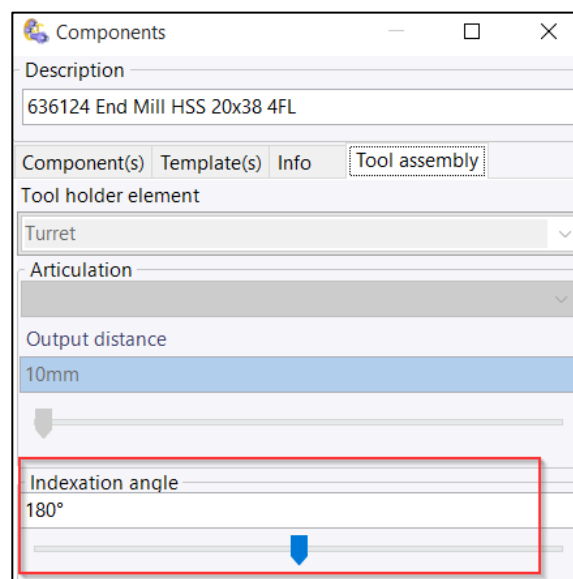 Components
Description
636124 End Mill HSS 20x38 4FL
Component(s) Template(s) Info Tool assembly
Tool holder element
Turret
Articulation
Output distance
10mm
Indexation angle
180°